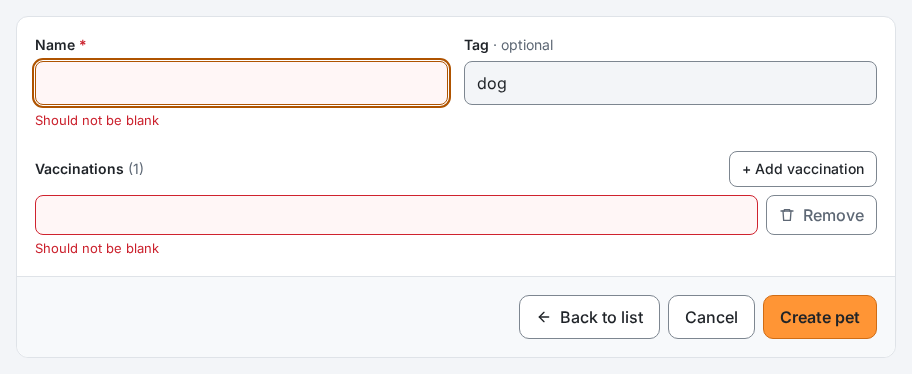 Name *
Tag · optional
dog
Should not be blank
Vaccinations (1)
+ Add vaccination
Remove
Should not be blank
← Back to list
Cancel
Create pet